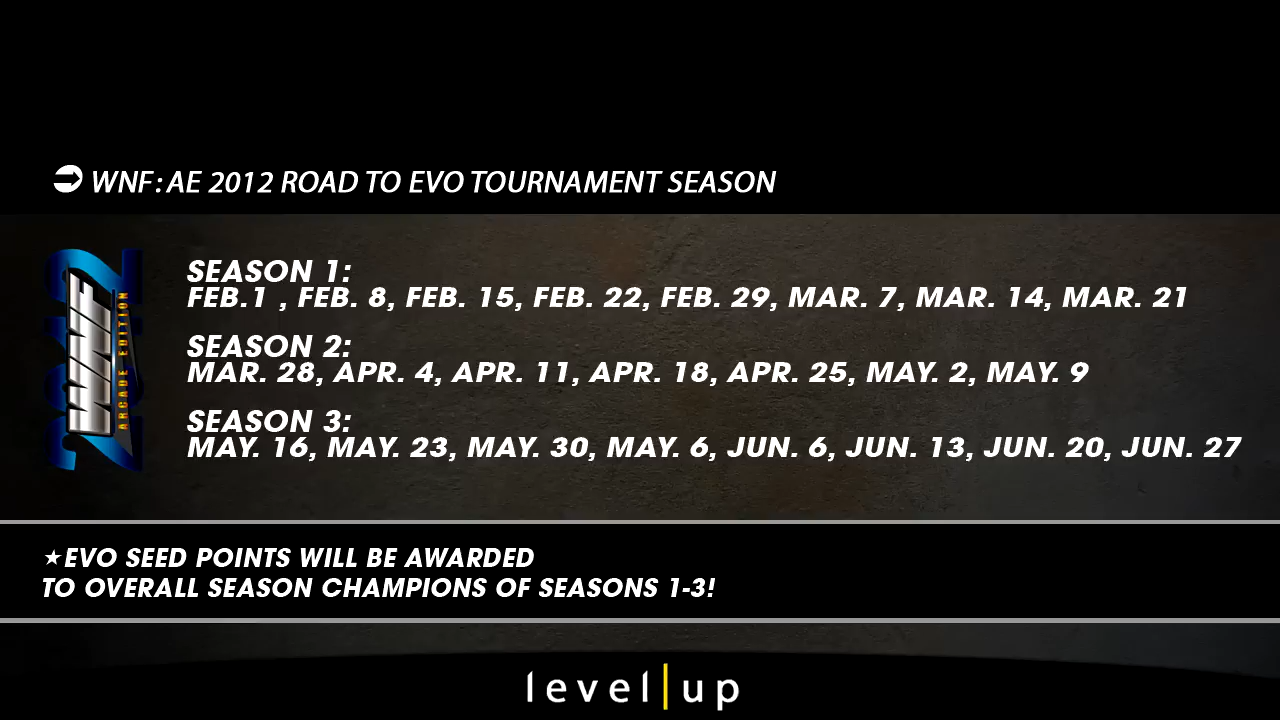 WNF: AE 2012 ROAD TO EVO TOURNAMENT SEASON
2012
WNF
ARCADE EDITION
SEASON 1:
FEB.1 , FEB. 8, FEB. 15, FEB. 22, FEB. 29, MAR. 7, MAR. 14, MAR. 21
SEASON 2:
MAR. 28, APR. 4, APR. 11, APR. 18, APR. 25, MAY. 2, MAY. 9
SEASON 3:
MAY. 16, MAY. 23, MAY. 30, MAY. 6, JUN. 6, JUN. 13, JUN. 20, JUN. 27
★EVO SEED POINTS WILL BE AWARDED
TO OVERALL SEASON CHAMPIONS OF SEASONS 1-3!
level|up